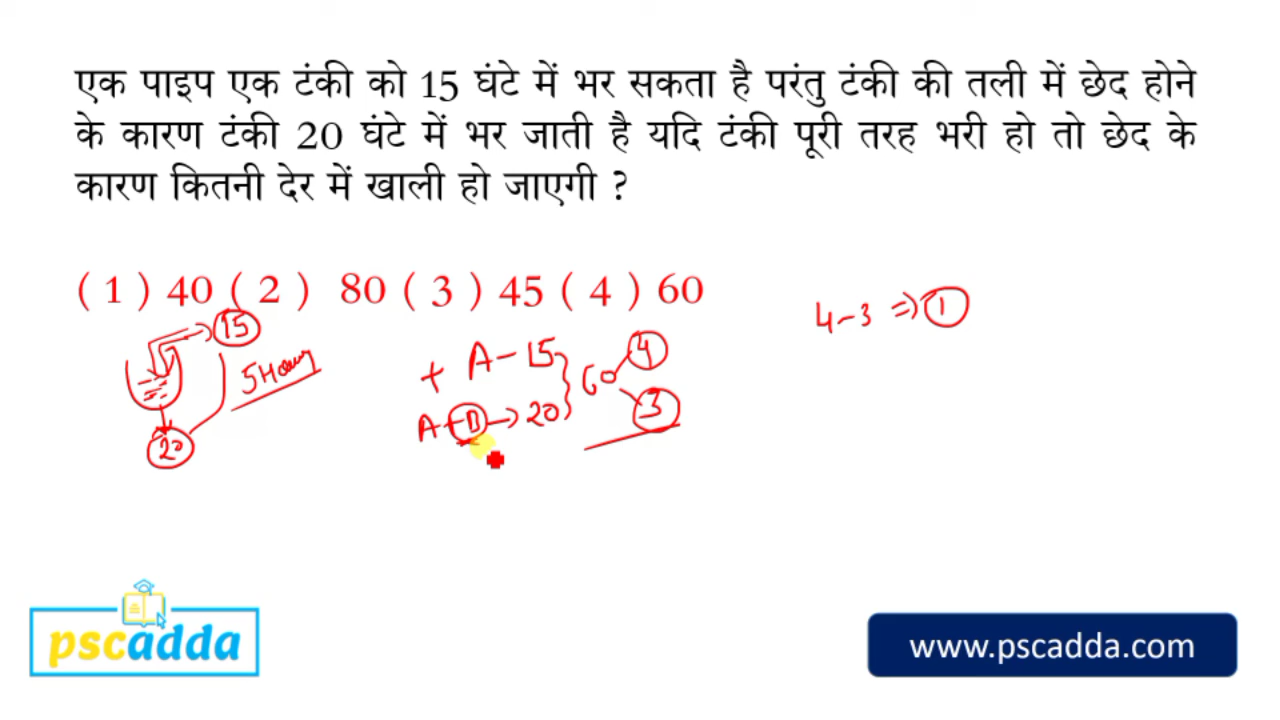 एक पाइप एक टंकी को 15 घंटे में भर सकता है परंतु टंकी की तली में छेद होने
के कारण टंकी 20 घंटे में भर जाती है यदि टंकी पूरी तरह भरी हो तो छेद के
कारण कितनी देर में खाली हो जाएगी ?
( 1 ) 40 ( 2 ) 80 ( 3 ) 45 ( 4 ) 60
4-3 ⇒ 1
15
5 Hours
20
+ A - 15
A + B → 20
60
4
3
pscadda
www.pscadda.com